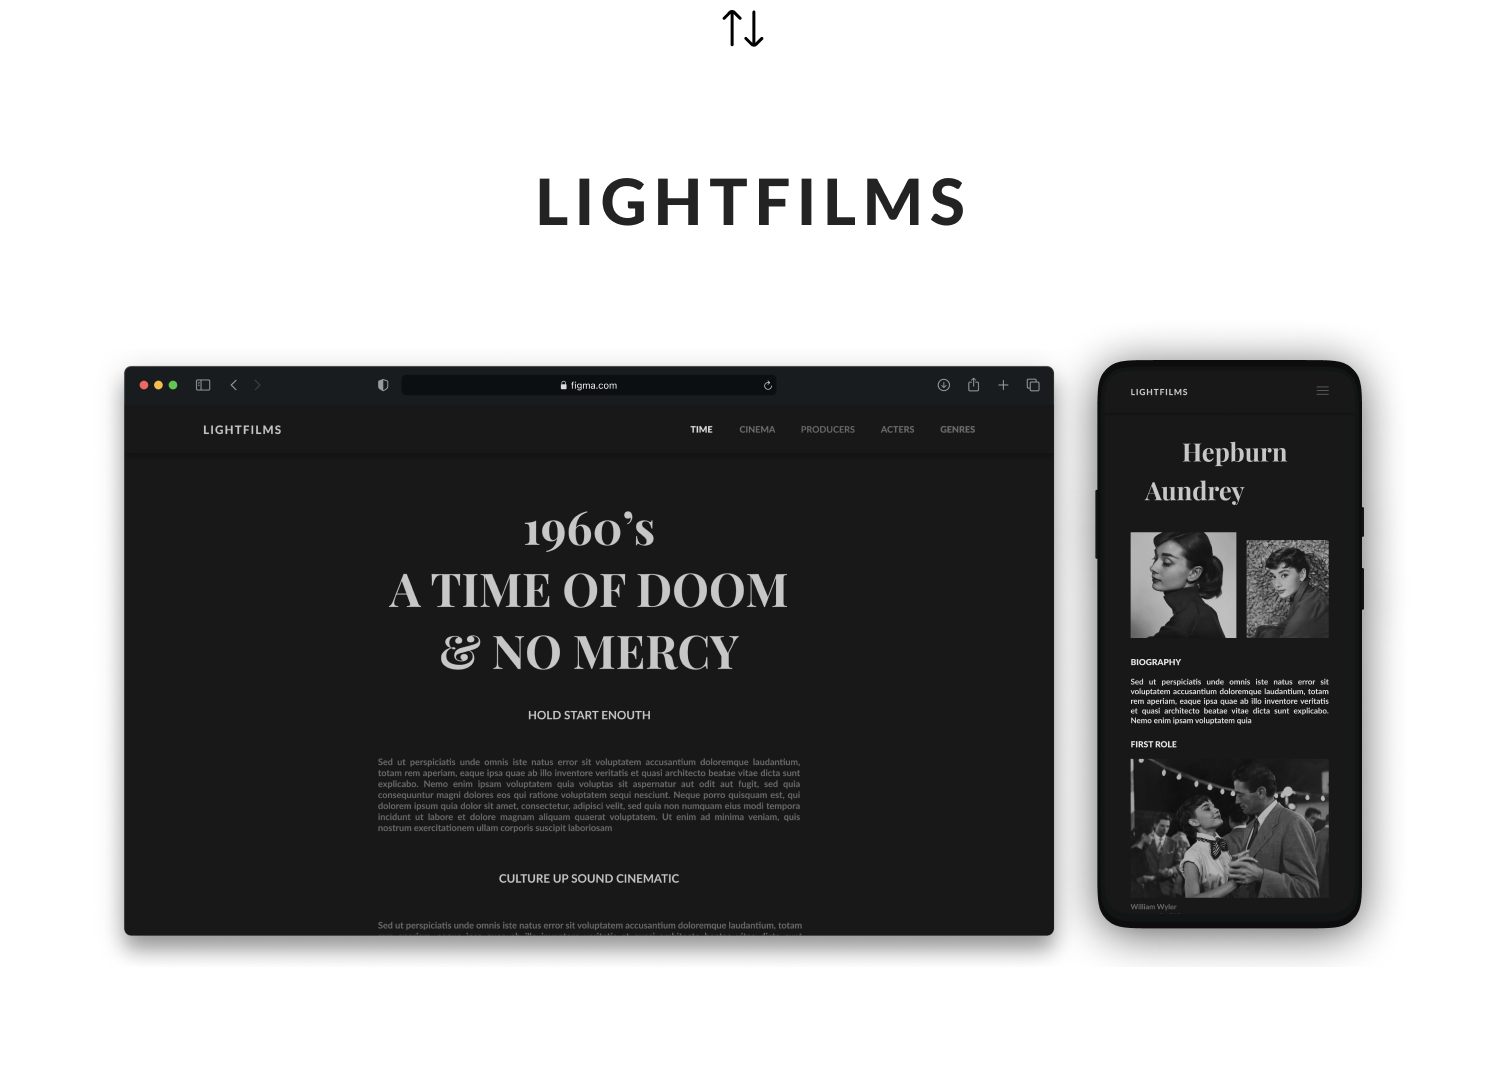 LIGHTFILMS
figma.com
LIGHTFILMS
TIME CINEMA PRODUCERS ACTERS GENRES
1960’s
A TIME OF DOOM
& NO MERCY
HOLD START ENOUTH
Sed ut perspiciatis unde omnis iste natus error sit voluptatem accusantium doloremque laudantium,
totam rem aperiam, eaque ipsa quae ab illo inventore veritatis et quasi architecto beatae vitae dicta sunt
explicabo. Nemo enim ipsam voluptatem quia voluptas sit aspernatur aut odit aut fugit, sed quia
consequuntur magni dolores eos qui ratione voluptatem sequi nesciunt. Neque porro quisquam est, qui
dolorem ipsum quia dolor sit amet, consectetur, adipisci velit, sed quia non numquam eius modi tempora
incidunt ut labore et dolore magnam aliquam quaerat voluptatem. Ut enim ad minima veniam, quis
nostrum exercitationem ullam corporis suscipit laboriosam
CULTURE UP SOUND CINEMATIC
Sed ut perspiciatis unde omnis iste natus error sit voluptatem accusantium doloremque laudantium, totam
LIGHTFILMS
Hepburn
Aundrey
BIOGRAPHY
Sed ut perspiciatis unde omnis iste natus error sit
voluptatem accusantium doloremque laudantium, totam
rem aperiam, eaque ipsa quae ab illo inventore veritatis
et quasi architecto beatae vitae dicta sunt explicabo.
Nemo enim ipsam voluptatem quia
FIRST ROLE
William Wyler